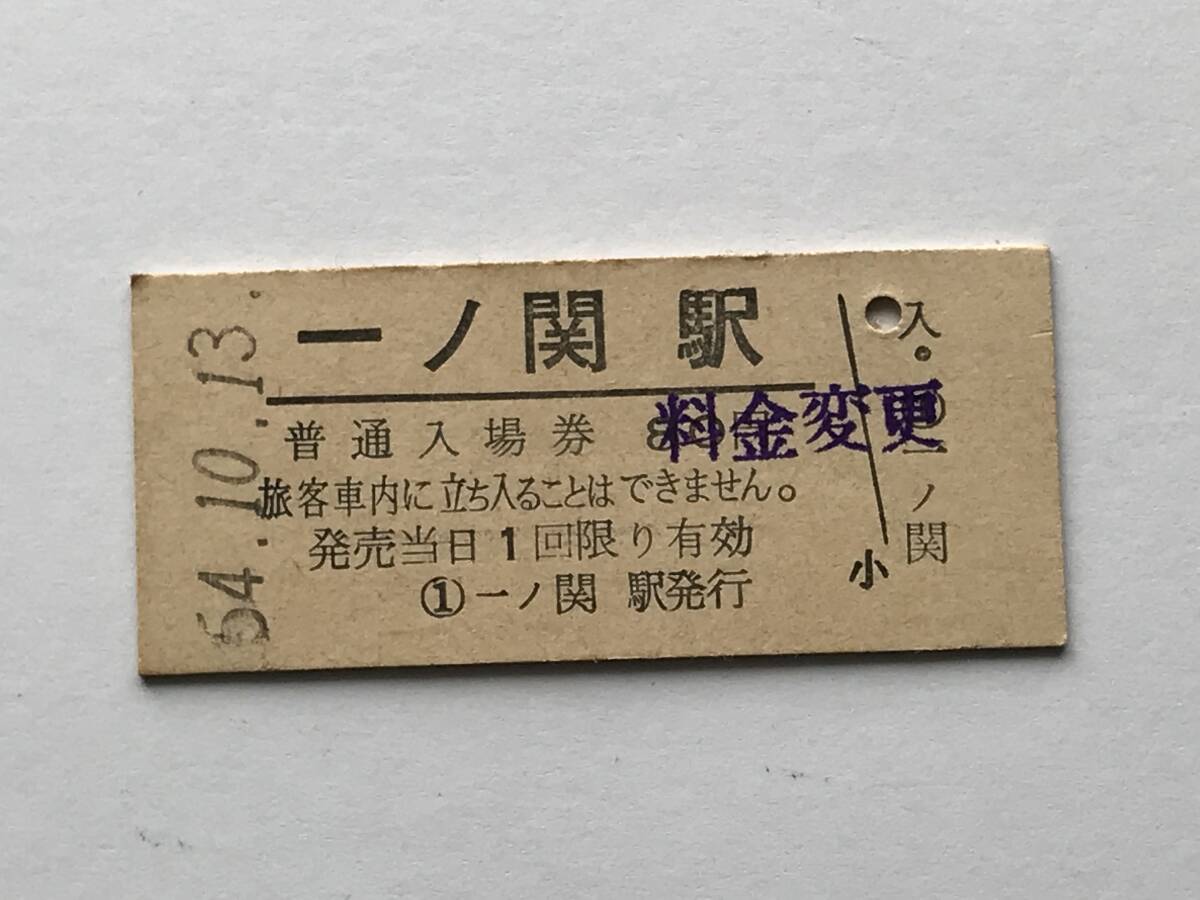 54.10.13.
一ノ関駅
普通入場券
料金変更
旅客車内に立ち入ることはできません。
発売当日1回限り有効
①一ノ関 駅発行
入。
一ノ関
小